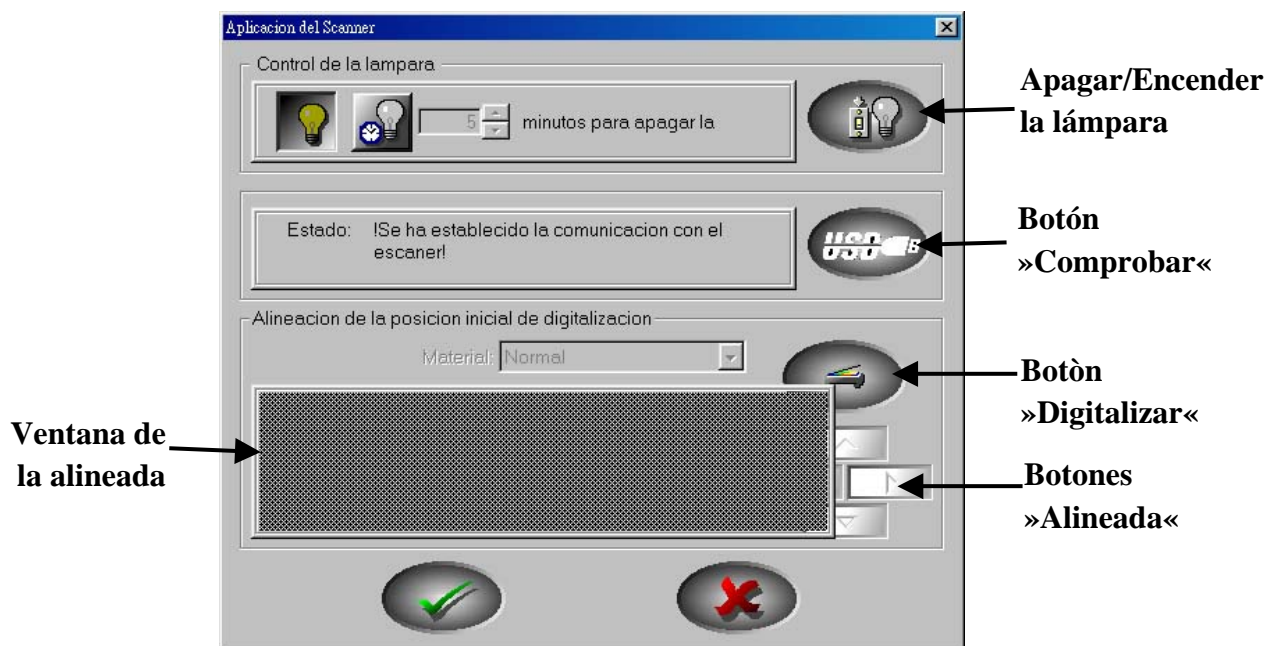 Aplicacion del Scanner
Control de la lampara
5 minutos para apagar la
Apagar/Encender
la lámpara
Estado: !Se ha establecido la comunicacion con el
escaner!
USB
B
Botón
»Comprobar«
Alineacion de la posicion inicial de digitalizacion
Material: Normal
Botòn
»Digitalizar«
Ventana de
la alineada
Botones
»Alineada«